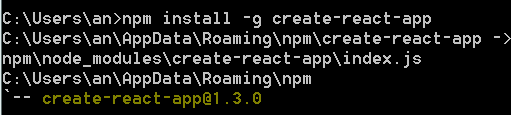 C:\Users\an>npm install -g create-react-app
C:\Users\an\AppData\Roaming\npm\create-react-app ->
npm\node_modules\create-react-app\index.js
C:\Users\an\AppData\Roaming\npm
`-- create-react-app@1.3.0